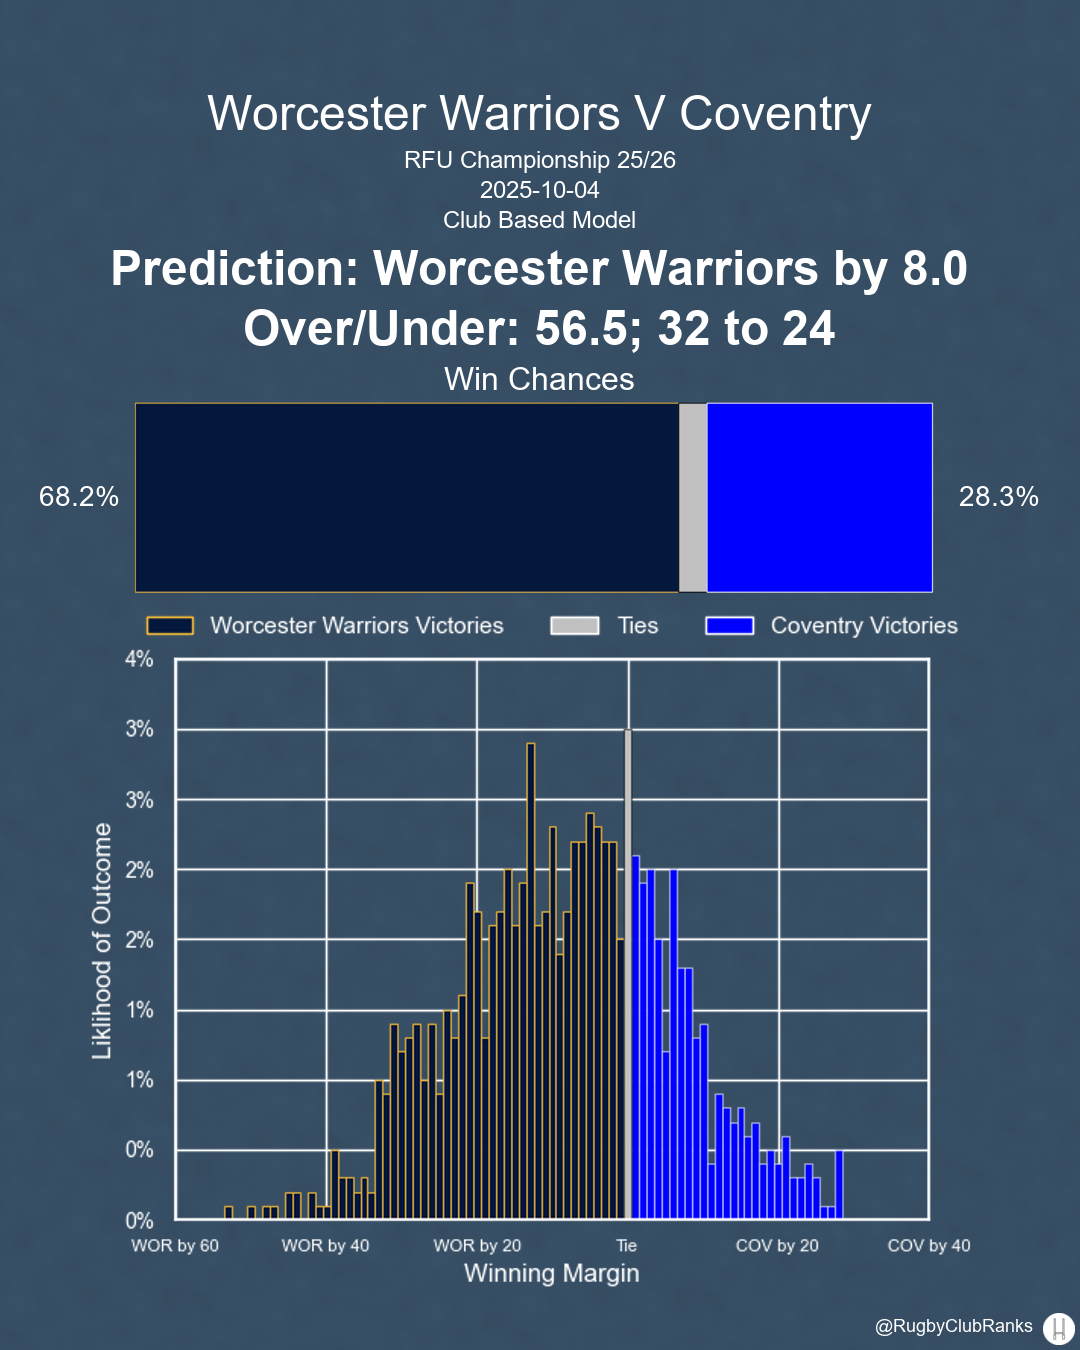 Worcester Warriors V Coventry
RFU Championship 25/26
2025-10-04
Club Based Model
Prediction: Worcester Warriors by 8.0
Over/Under: 56.5; 32 to 24
Win Chances
68.2%
28.3%
Worcester Warriors Victories
Ties
Coventry Victories
4%
3%
3%
2%
2%
1%
1%
0%
0%
Liklihood of Outcome
WOR by 60
WOR by 40
WOR by 20
Tie
COV by 20
COV by 40
Winning Margin
@RugbyClubRanks